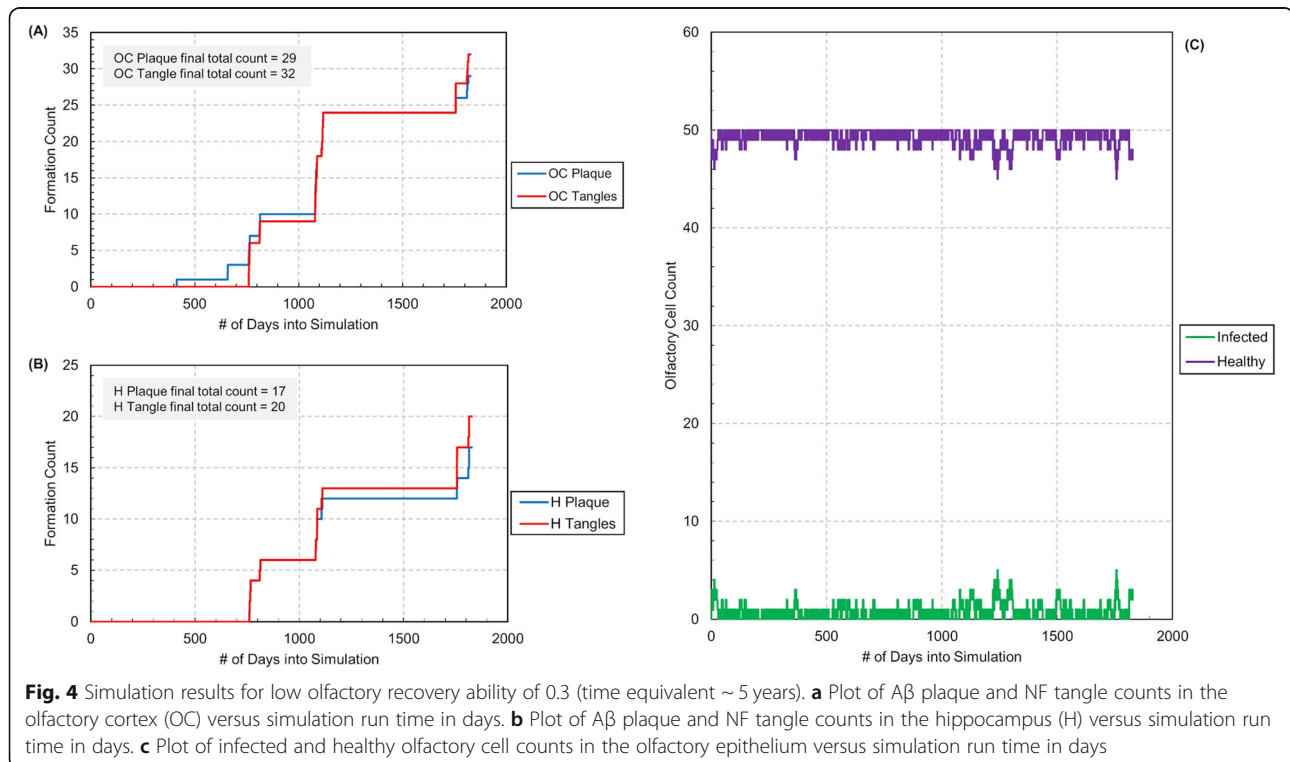 (A)
35
30
25
20
15
10
5
0
OC Plaque final total count = 29
OC Tangle final total count = 32
Formation Count
0 500 1000 1500 2000
# of Days into Simulation
OC Plaque
OC Tangles
(B)
25
20
15
10
5
0
H Plaque final total count = 17
H Tangle final total count = 20
Formation Count
0 500 1000 1500 2000
# of Days into Simulation
H Plaque
H Tangles
(C)
60
50
40
30
20
10
0
Olfactory Cell Count
0 500 1000 1500 2000
# of Days into Simulation
Infected
Healthy
Fig. 4 Simulation results for low olfactory recovery ability of 0.3 (time equivalent ~ 5 years). a Plot of Aβ plaque and NF tangle counts in the
olfactory cortex (OC) versus simulation run time in days. b Plot of Aβ plaque and NF tangle counts in the hippocampus (H) versus simulation run
time in days. c Plot of infected and healthy olfactory cell counts in the olfactory epithelium versus simulation run time in days